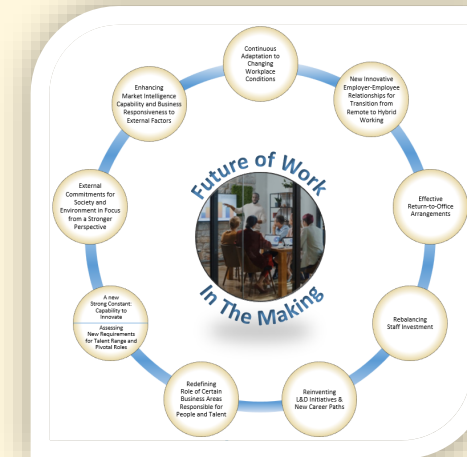 Continuous
Adaptation to
Changing
Workplace
Conditions
New Innovative
Employer-Employee
Relationships for
Transition from
Remote to Hybrid
Working
Effective
Return-to-Office
Arrangements
Rebalancing
Staff Investment
Reinventing
L&D Initiatives &
New Career Paths
Redefining
Role of Certain
Business Areas
Responsible for
People and Talent
A new
Strong Constant:
Capability to
Innovate
Assessing
New Requirements
for Talent Range and
Pivotal Roles
External
Commitments for
Society and
Environment in Focus
from a Stronger
Perspective
Enhancing
Market Intelligence
Capability and Business
Responsiveness to
External Factors
Future of Work
In The Making